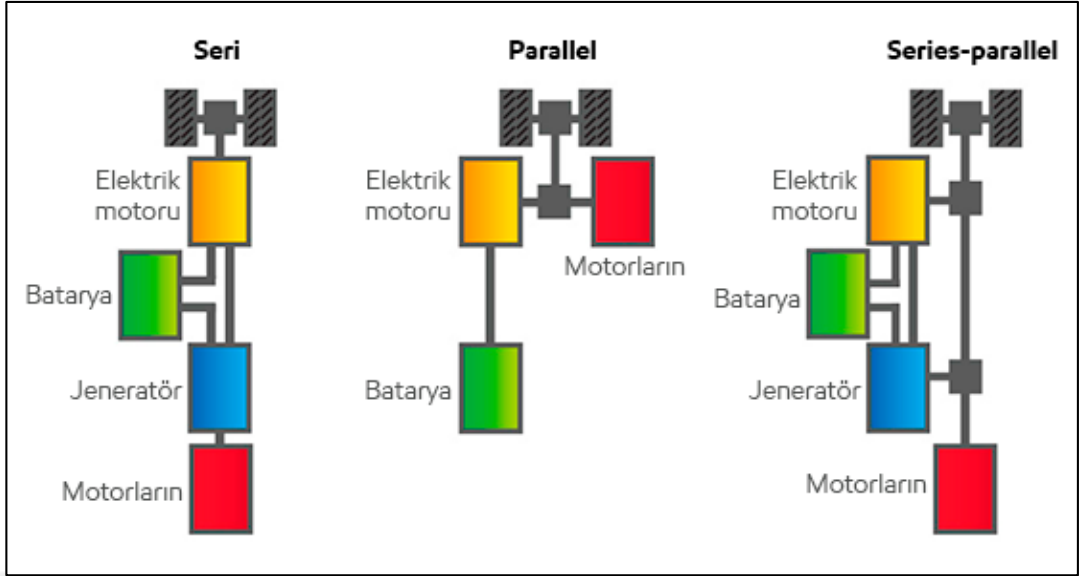 Seri
Elektrik
motoru
Batarya
Jeneratör
Motorların
Parallel
Elektrik
motoru
Motorların
Batarya
Series-parallel
Elektrik
motoru
Batarya
Jeneratör
Motorların